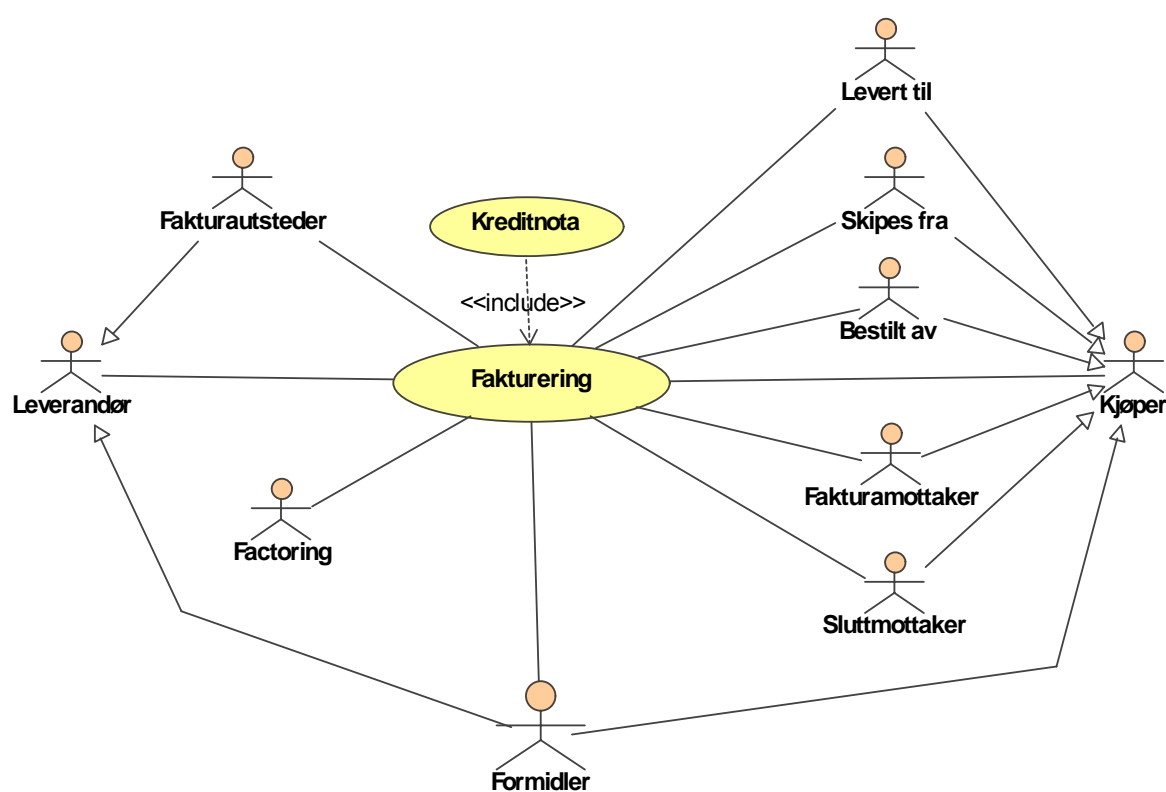 Levert til
Fakturautsteder
Kreditnota
Skipes fra
<<include>>
Bestilt av
Fakturering
Leverandør
Kjøper
Fakturamottaker
Factoring
Sluttmottaker
Formidler